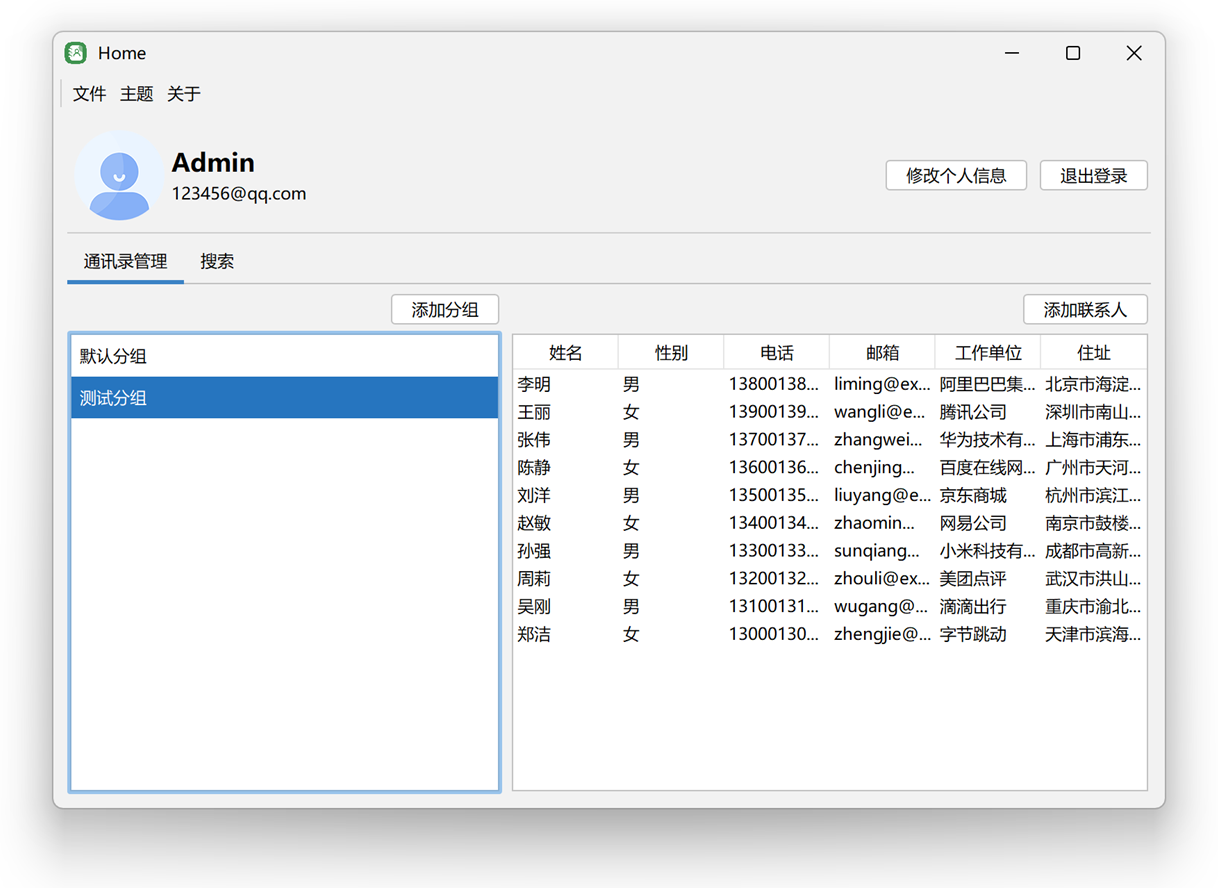 Home
文件 主题 关于
Admin
123456@qq.com
修改个人信息 退出登录
通讯录管理 搜索
添加分组 添加联系人
默认分组
测试分组
姓名 性别 电话 邮箱 工作单位 住址
李明 男 13800138... liming@ex... 阿里巴巴集... 北京市海淀...
王丽 女 13900139... wangli@e... 腾讯公司 深圳市南山...
张伟 男 13700137... zhangwei... 华为技术有... 上海市浦东...
陈静 女 13600136... chenjing... 百度在线网... 广州市天河...
刘洋 男 13500135... liuyang@e... 京东商城 杭州市滨江...
赵敏 女 13400134... zhaomin... 网易公司 南京市鼓楼...
孙强 男 13300133... sunqiang... 小米科技有... 成都市高新...
周莉 女 13200132... zhouli@ex... 美团点评 武汉市洪山...
吴刚 男 13100131... wugang@... 滴滴出行 重庆市渝北...
郑洁 女 13000130... zhengjie@... 字节跳动 天津市滨海...